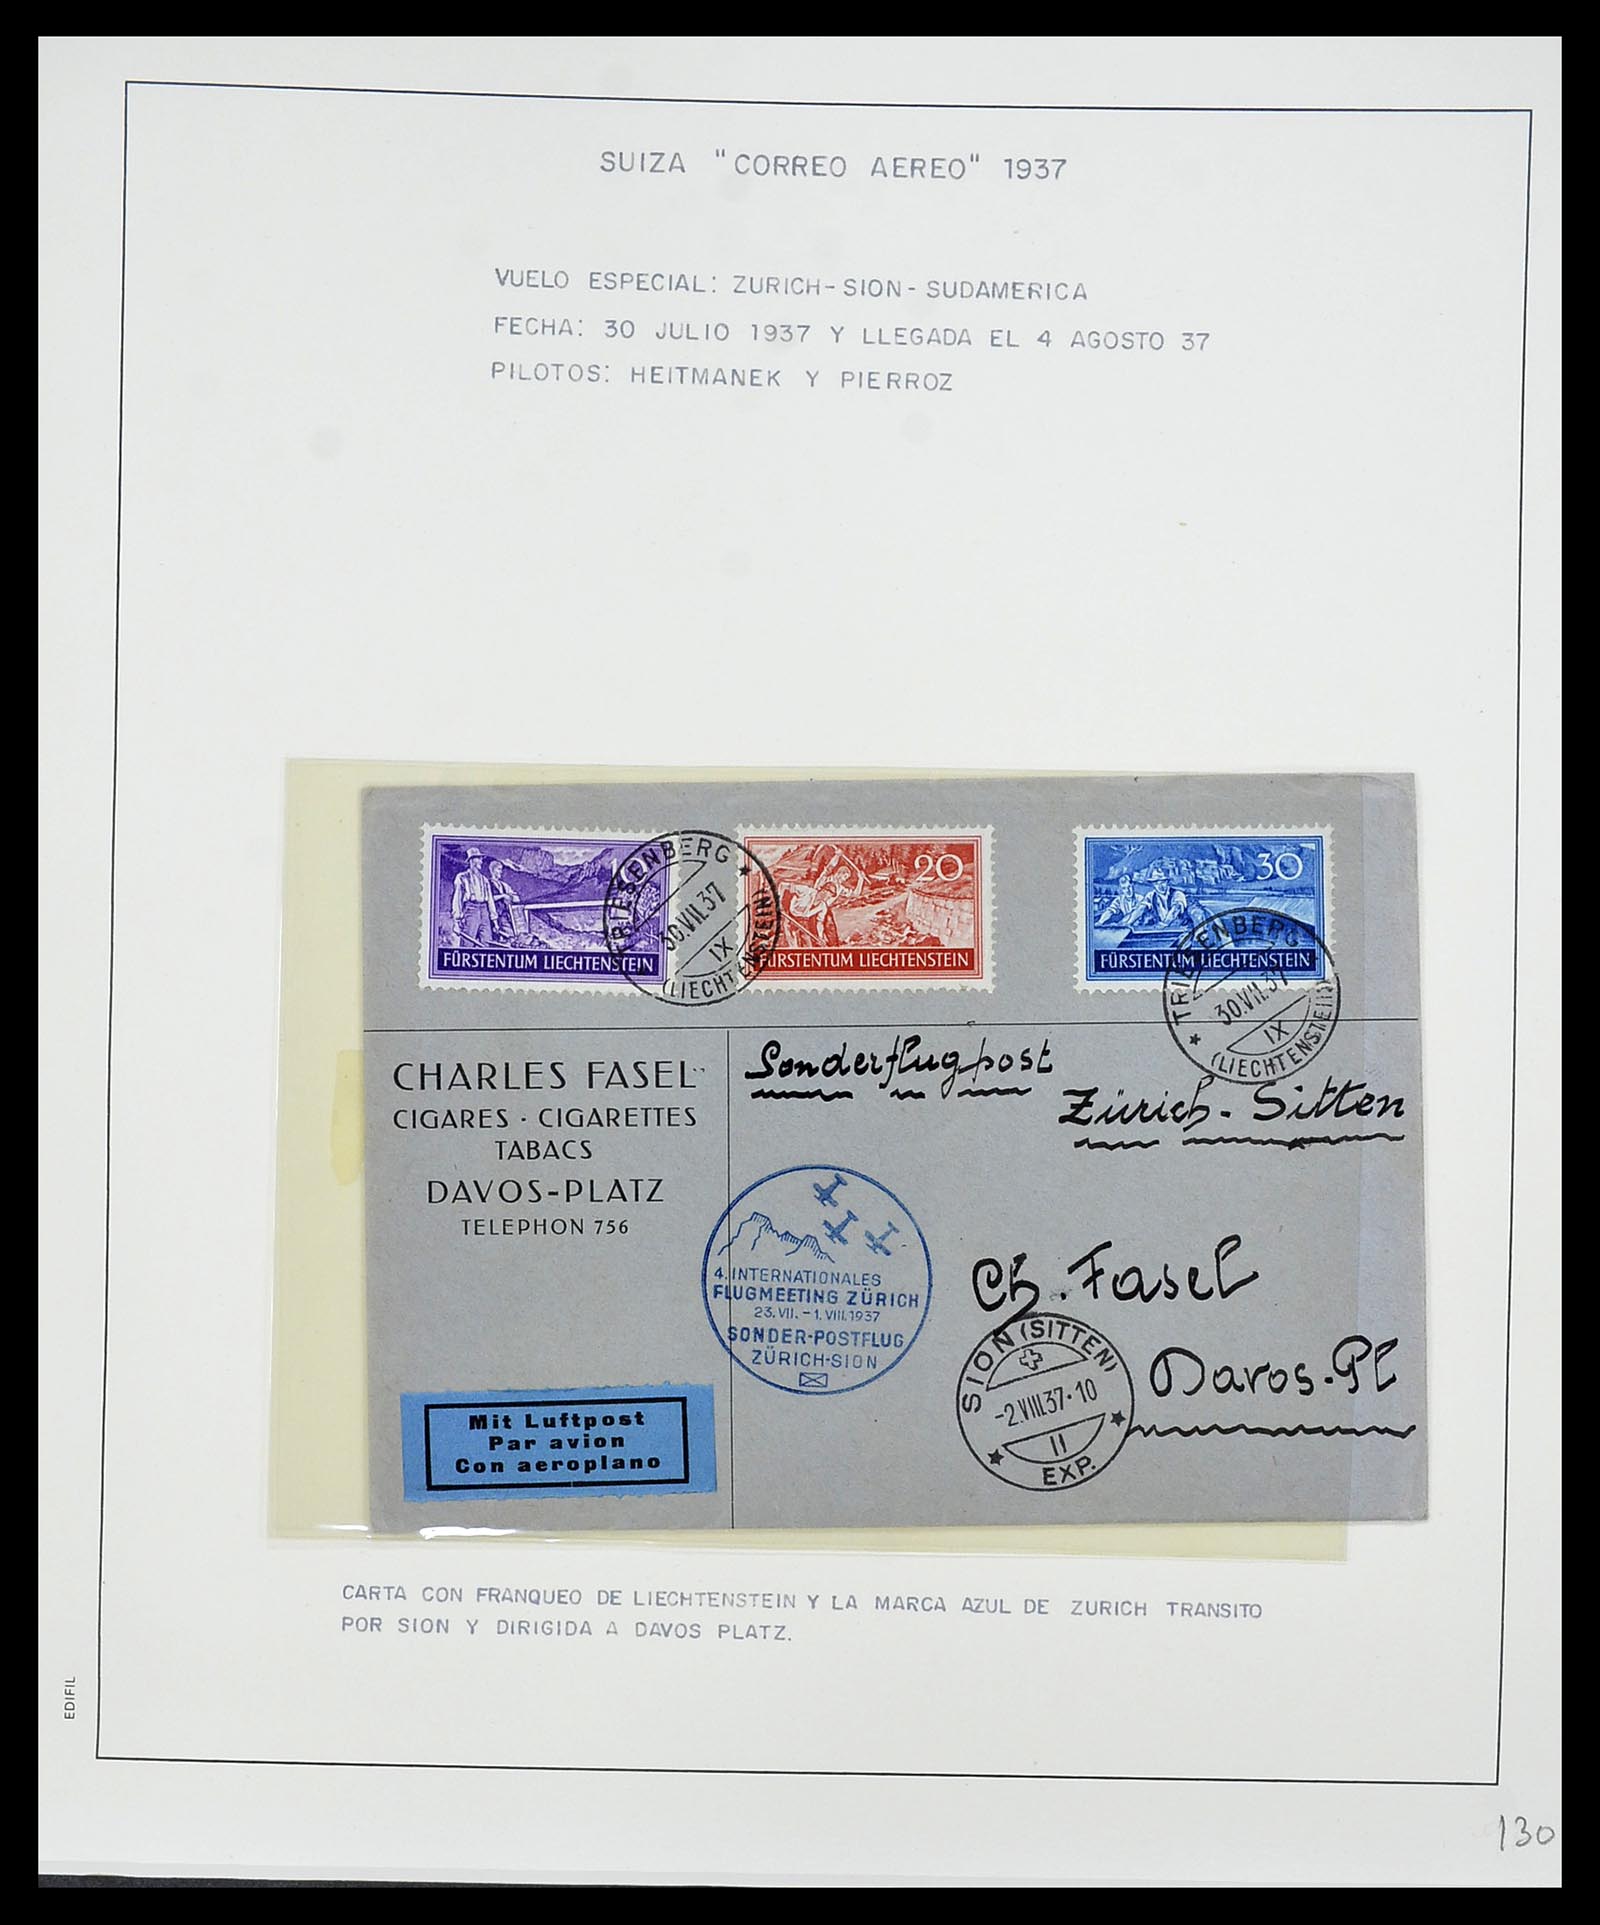 SUIZA "CORREO AEREO" 1937
VUELO ESPECIAL: ZURICH-SION-SUDAMERICA
FECHA: 30 JULIO 1937 Y LLEGADA EL 4 AGOSTO 37
PILOTOS: HEITMANEK Y PIERROZ
10
FÜRSTENTUM LIECHTENSTEIN
TRIESENBERG
30.VII.37
IX
(LIECHTENSTEIN)
20
FÜRSTENTUM LIECHTENSTEIN
30
FÜRSTENTUM LIECHTENSTEIN
TRIESENBERG
30.VII.37
IX
(LIECHTENSTEIN)
CHARLES FASEL
CIGARES · CIGARETTES
TABACS
DAVOS-PLATZ
TELEPHON 756
Sonderflugpost
Zürich - Sitten
4. INTERNATIONALES
FLUGMEETING ZÜRICH
23. VII. - 1. VIII. 1937
SONDER-POSTFLUG
ZÜRICH-SION
Ch. Fasel
Davos-Pl
SION (SITTEN)
-2.VIII.37-10
II
EXP.
Mit Luftpost
Par avion
Con aeroplano
CARTA CON FRANQUEO DE LIECHTENSTEIN Y LA MARCA AZUL DE ZURICH TRANSITO
POR SION Y DIRIGIDA A DAVOS PLATZ.
EDIFIL
130